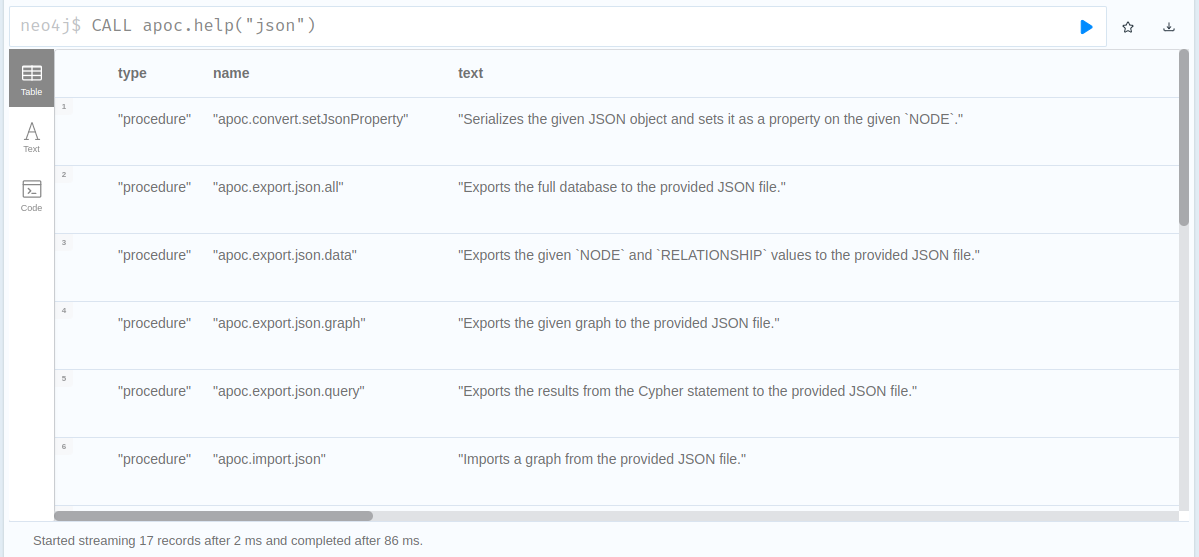 neo4j$ CALL apoc.help("json")
Table
Text
Code
type name text
1
"procedure" "apoc.convert.setJsonProperty" "Serializes the given JSON object and sets it as a property on the given `NODE`."
2
"procedure" "apoc.export.json.all" "Exports the full database to the provided JSON file."
3
"procedure" "apoc.export.json.data" "Exports the given `NODE` and `RELATIONSHIP` values to the provided JSON file."
4
"procedure" "apoc.export.json.graph" "Exports the given graph to the provided JSON file."
5
"procedure" "apoc.export.json.query" "Exports the results from the Cypher statement to the provided JSON file."
6
"procedure" "apoc.import.json" "Imports a graph from the provided JSON file."
Started streaming 17 records after 2 ms and completed after 86 ms.